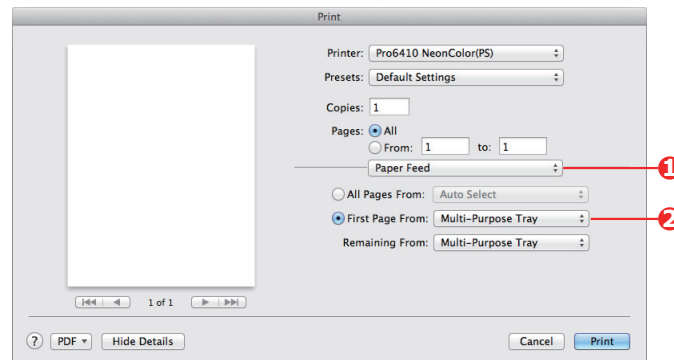 Print
Printer: Pro6410 NeonColor(PS)
Presets: Default Settings
Copies: 1
Pages: All
From: 1 to: 1
Paper Feed
1
All Pages From: Auto Select
First Page From: Multi-Purpose Tray
2
Remaining From: Multi-Purpose Tray
1 of 1
? PDF Hide Details Cancel Print